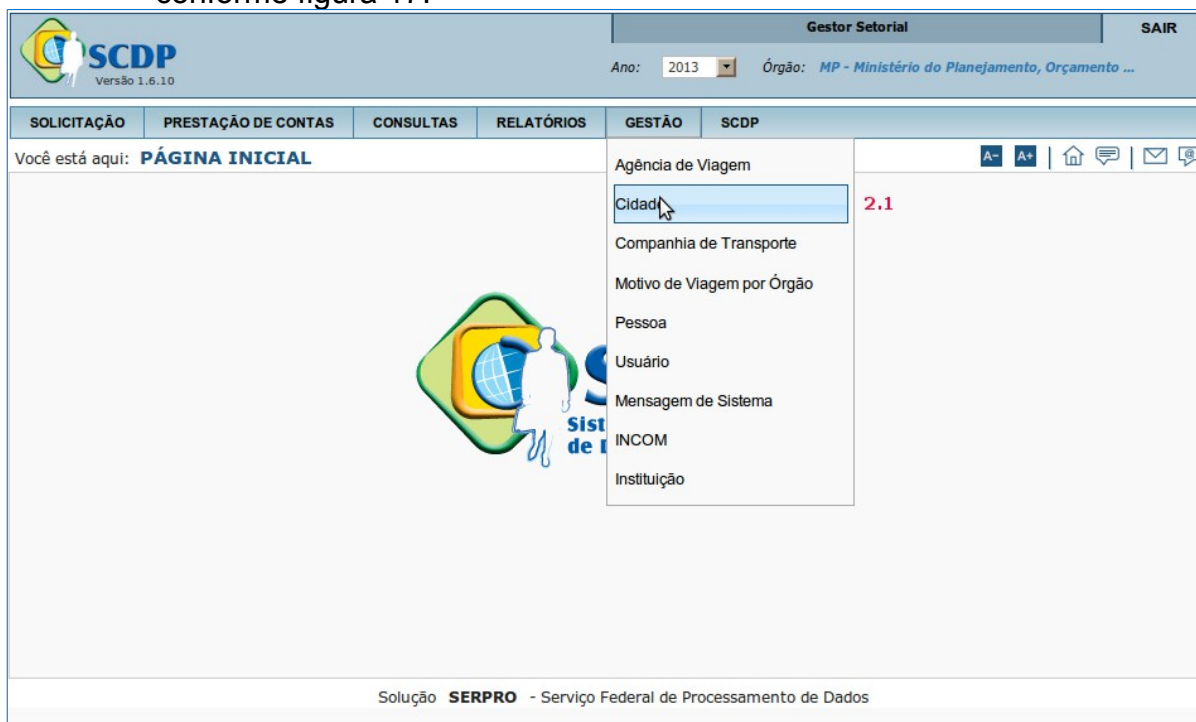 conforme figura 17.
Gestor Setorial SAIR
SCDP
Versão 1.6.10
Ano: 2013 Órgão: MP - Ministério do Planejamento, Orçamento ...
SOLICITAÇÃO PRESTAÇÃO DE CONTAS CONSULTAS RELATÓRIOS GESTÃO SCDP
Você está aqui: PÁGINA INICIAL A- A+
Agência de Viagem
Cidade 2.1
Companhia de Transporte
Motivo de Viagem por Órgão
Pessoa
Usuário
Mensagem de Sistema
INCOM
Instituição
S
Sist
de D
Solução SERPRO - Serviço Federal de Processamento de Dados